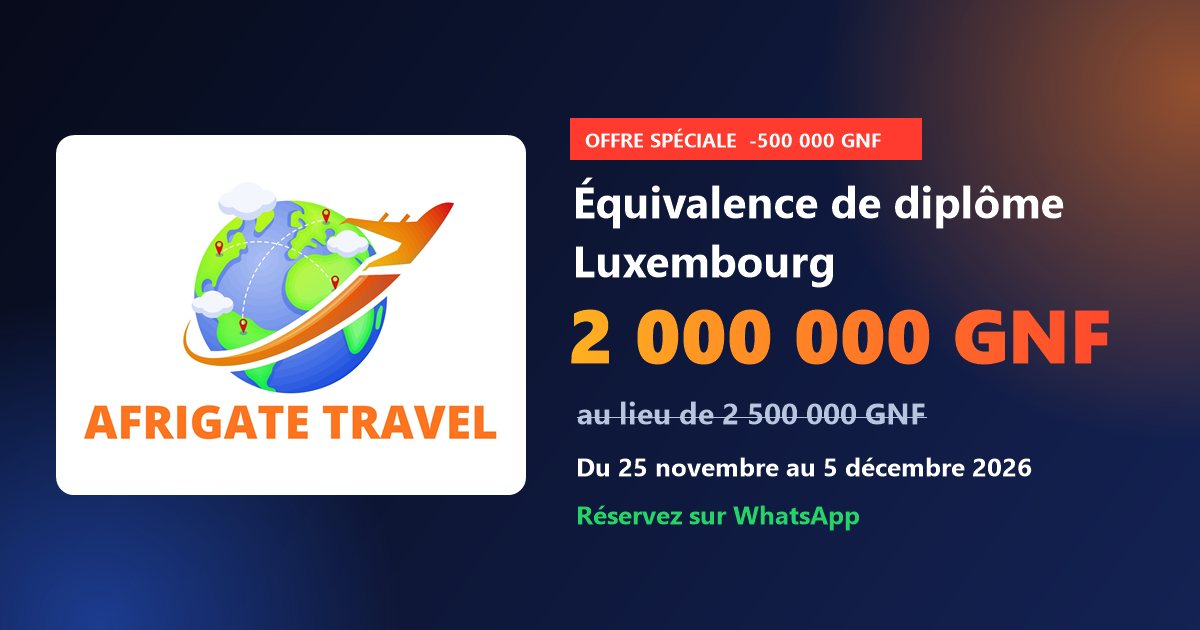 AFRIGATE TRAVEL
OFFRE SPÉCIALE -500 000 GNF
Équivalence de diplôme
Luxembourg
2 000 000 GNF
au lieu de 2 500 000 GNF
Du 25 novembre au 5 décembre 2026
Réservez sur WhatsApp